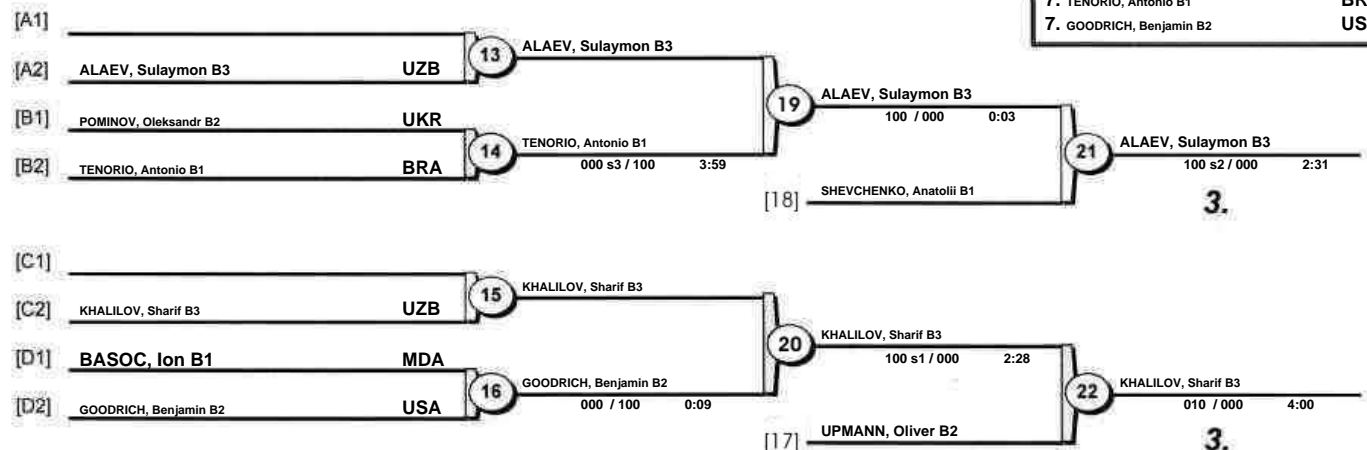 7. TENORIO, Antonio B1 BR
7. GOODRICH, Benjamin B2 US
[A1]
ALAEV, Sulaymon B3
13
[A2] ALAEV, Sulaymon B3 UZB
ALAEV, Sulaymon B3
19
100 / 000 0:03
[B1] POMINOV, Oleksandr B2 UKR
TENORIO, Antonio B1
14
000 s3 / 100 3:59
ALAEV, Sulaymon B3
21
100 s2 / 000 2:31
[B2] TENORIO, Antonio B1 BRA
[18] SHEVCHENKO, Anatolii B1
3.
[C1]
KHALILOV, Sharif B3
15
[C2] KHALILOV, Sharif B3 UZB
KHALILOV, Sharif B3
20
100 s1 / 000 2:28
[D1] BASOC, Ion B1 MDA
GOODRICH, Benjamin B2
16
000 / 100 0:09
KHALILOV, Sharif B3
22
010 / 000 4:00
[D2] GOODRICH, Benjamin B2 USA
[17] UPMANN, Oliver B2
3.